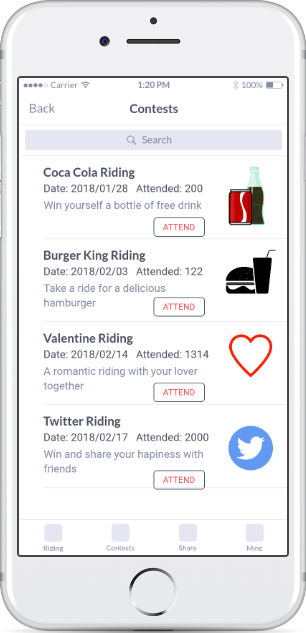 Carrier 1:20 PM 100%
Back Contests
Search
Coca Cola Riding
Date: 2018/01/28 Attended: 200
Win yourself a bottle of free drink
ATTEND
Burger King Riding
Date: 2018/02/03 Attended: 122
Take a ride for a delicious
hamburger
ATTEND
Valentine Riding
Date: 2018/02/14 Attended: 1314
A romantic riding with your lover
together
ATTEND
Twitter Riding
Date: 2018/02/17 Attended: 2000
Win and share your hapiness with
friends
ATTEND
Riding Contests Share Mine